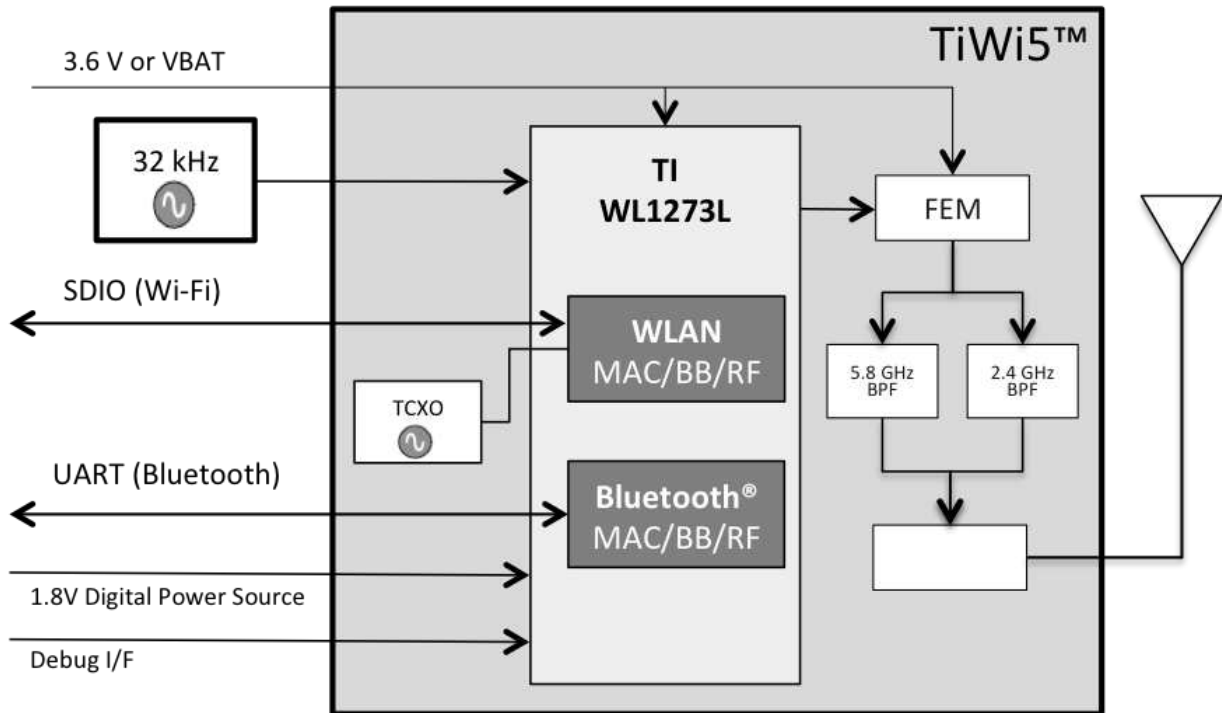 TiWi5™
3.6 V or VBAT
32 kHz
TI
WL1273L
FEM
SDIO (Wi-Fi)
WLAN
MAC/BB/RF
5.8 GHz
BPF
2.4 GHz
BPF
TCXO
UART (Bluetooth)
Bluetooth®
MAC/BB/RF
1.8V Digital Power Source
Debug I/F